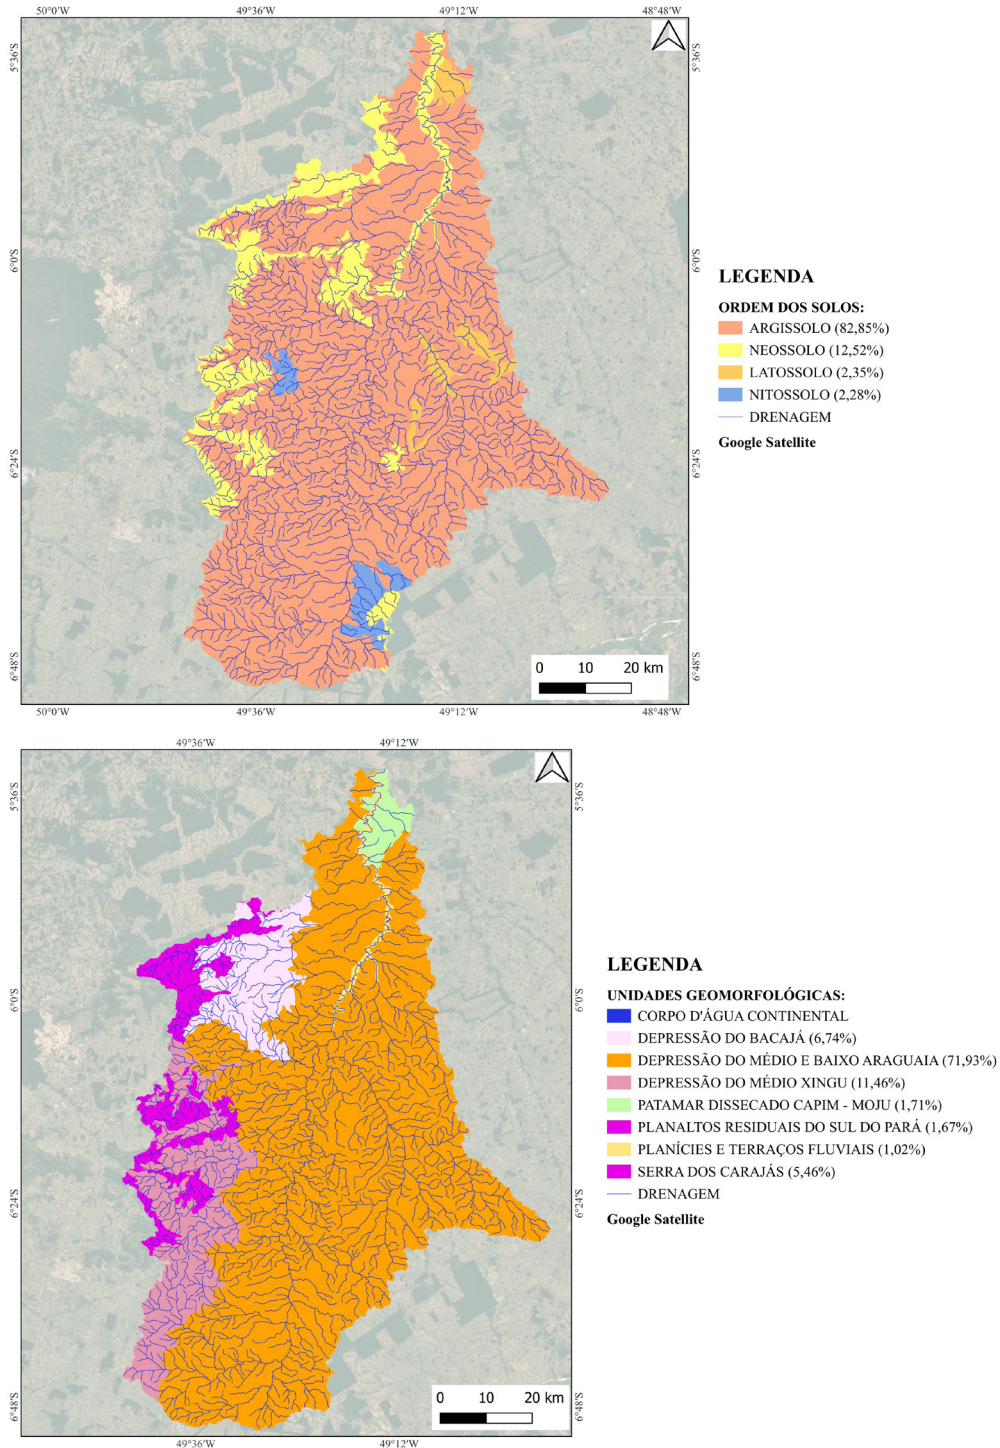 50°0'W 49°36'W 49°12'W 48°48'W
5°36'S
5°36'S
6°0'S
6°0'S
6°24'S
6°24'S
6°48'S
6°48'S
LEGENDA
ORDEM DOS SOLOS:
ARGISSOLO (82,85%)
NEOSSOLO (12,52%)
LATOSSOLO (2,35%)
NITOSSOLO (2,28%)
DRENAGEM
Google Satellite
0 10 20 km
50°0'W 49°36'W 49°12'W 48°48'W
49°36'W 49°12'W
5°36'S
5°36'S
6°0'S
6°0'S
6°24'S
6°24'S
6°48'S
6°48'S
LEGENDA
UNIDADES GEOMORFOLÓGICAS:
CORPO D'ÁGUA CONTINENTAL
DEPRESSÃO DO BACAJÁ (6,74%)
DEPRESSÃO DO MÉDIO E BAIXO ARAGUAIA (71,93%)
DEPRESSÃO DO MÉDIO XINGU (11,46%)
PATAMAR DISSECADO CAPIM - MOJU (1,71%)
PLANALTOS RESIDUAIS DO SUL DO PARÁ (1,67%)
PLANÍCIES E TERRAÇOS FLUVIAIS (1,02%)
SERRA DOS CARAJÁS (5,46%)
DRENAGEM
Google Satellite
0 10 20 km
49°36'W 49°12'W